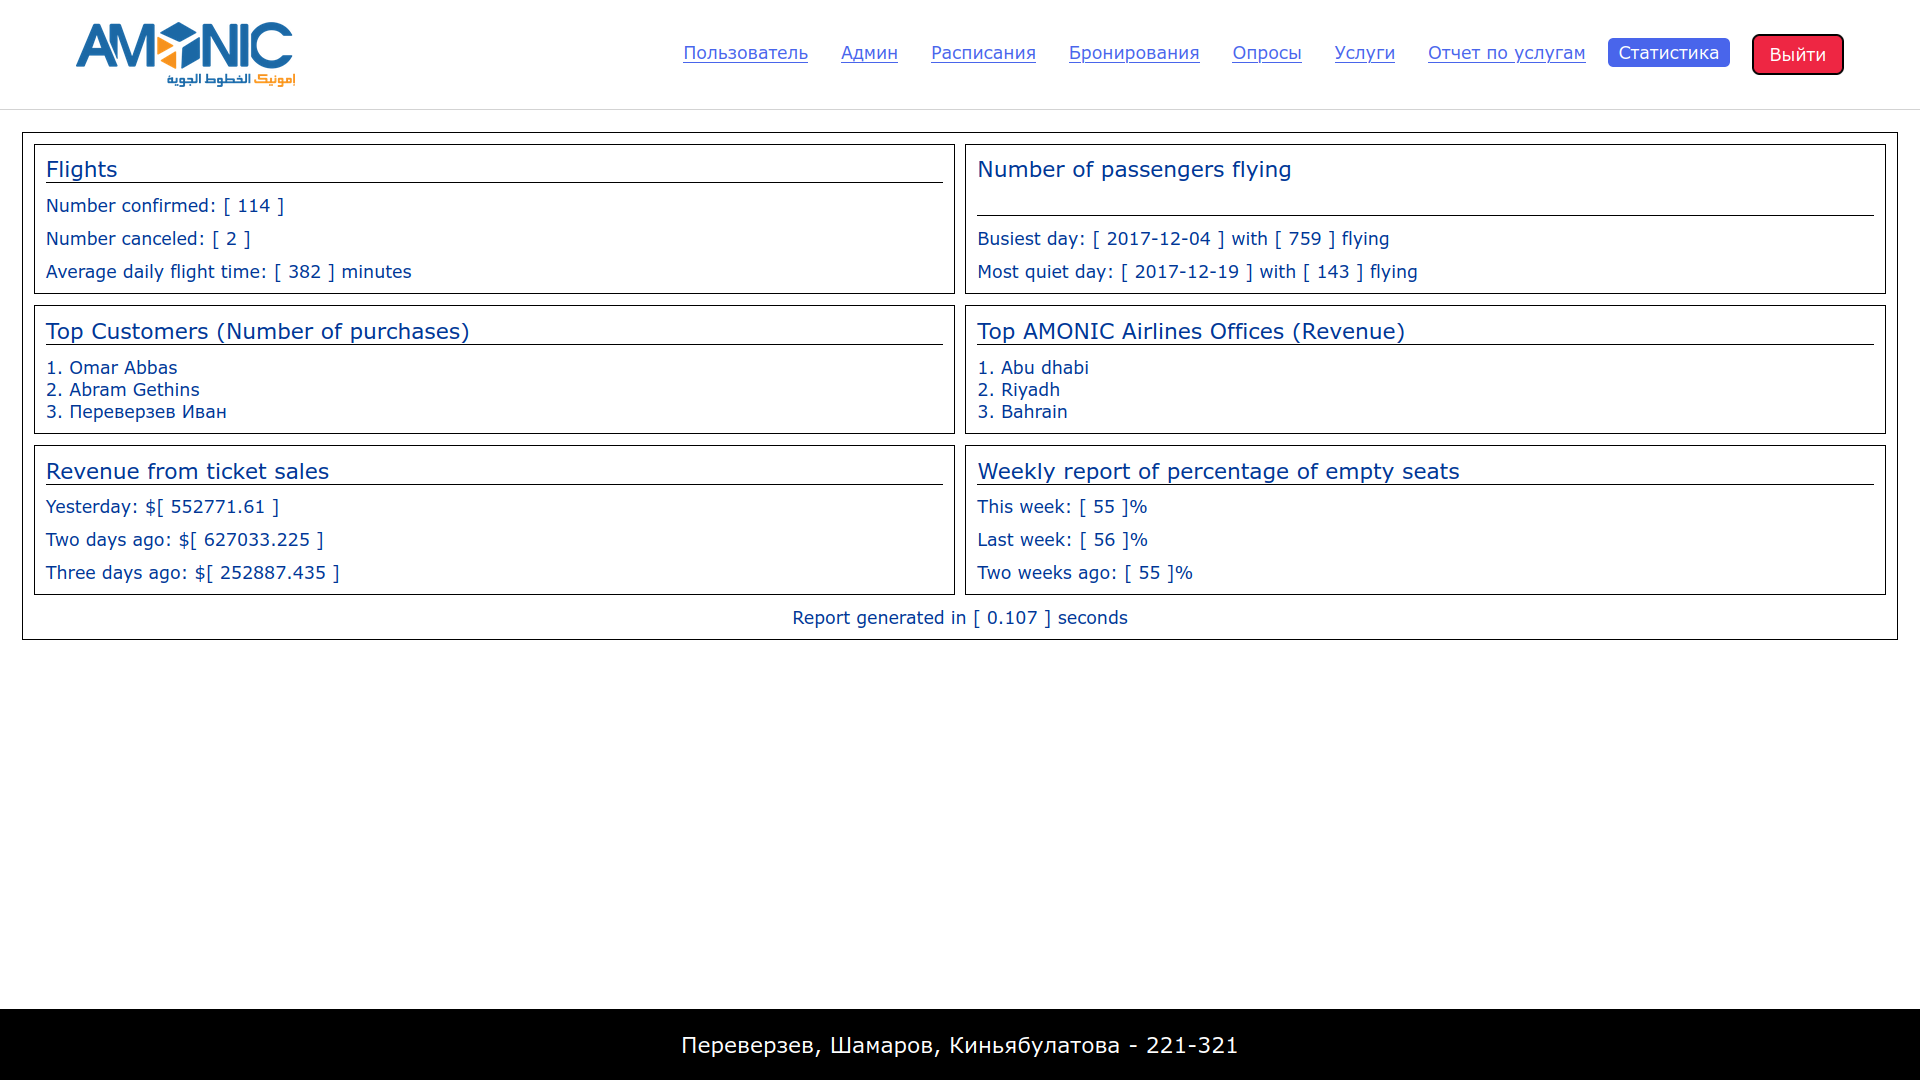 AMONIC
أمونيك الخطوط الجوية
Пользователь Админ Расписания Бронирования Опросы Услуги Отчет по услугам Статистика Выйти
Flights
Number confirmed: [ 114 ]
Number canceled: [ 2 ]
Average daily flight time: [ 382 ] minutes
Number of passengers flying
Busiest day: [ 2017-12-04 ] with [ 759 ] flying
Most quiet day: [ 2017-12-19 ] with [ 143 ] flying
Top Customers (Number of purchases)
1. Omar Abbas
2. Abram Gethins
3. Переверзев Иван
Top AMONIC Airlines Offices (Revenue)
1. Abu dhabi
2. Riyadh
3. Bahrain
Revenue from ticket sales
Yesterday: $[ 552771.61 ]
Two days ago: $[ 627033.225 ]
Three days ago: $[ 252887.435 ]
Weekly report of percentage of empty seats
This week: [ 55 ]%
Last week: [ 56 ]%
Two weeks ago: [ 55 ]%
Report generated in [ 0.107 ] seconds
Переверзев, Шамаров, Киньябулатова - 221-321